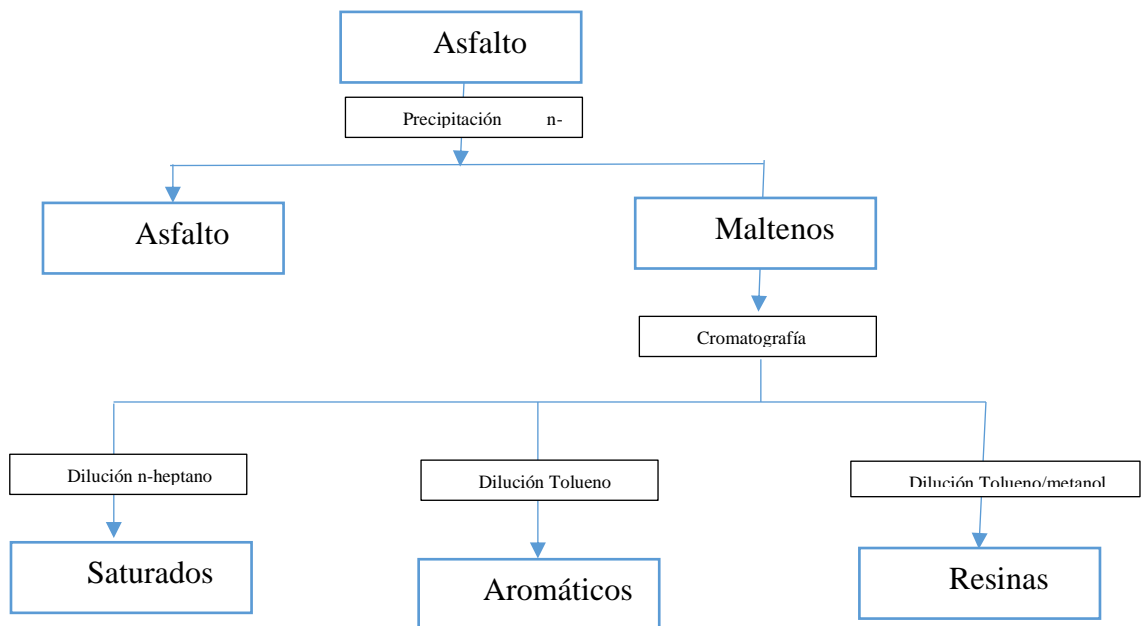 Asfalto
Precipitación n-
Asfalto
Maltenos
Cromatografía
Dilución n-heptano
Dilución Tolueno
Dilución Tolueno/metanol
Saturados
Aromáticos
Resinas